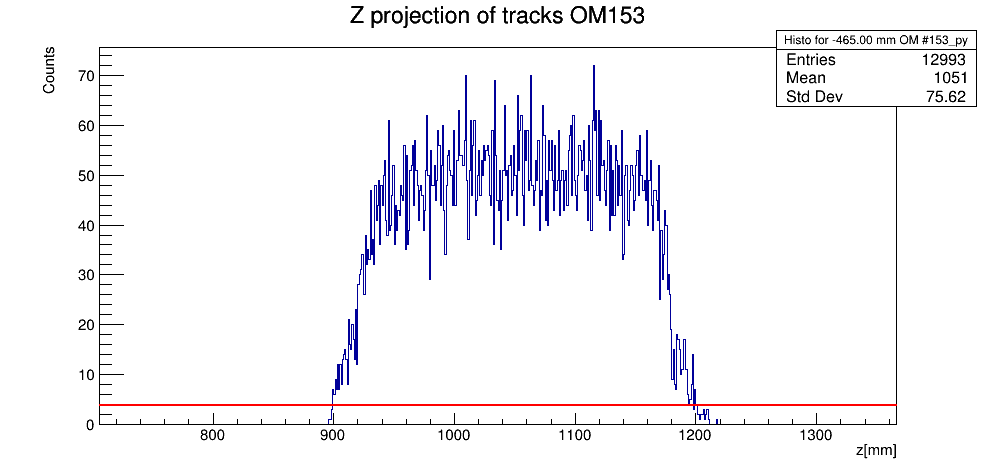 Z projection of tracks OM153
Histo for -465.00 mm OM #153_py
Entries 12993
Mean 1051
Std Dev 75.62
Counts
70
60
50
40
30
20
10
0
800 900 1000 1100 1200 1300
z[mm]